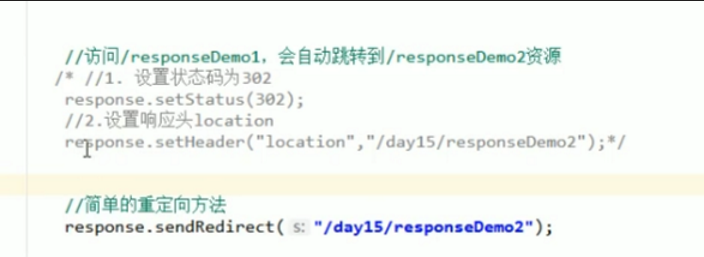 //访问/responseDemo1，会自动跳转到/responseDemo2资源
/* //1. 设置状态码为302
response.setStatus(302);
//2.设置响应头location
response.setHeader("location","/day15/responseDemo2");*/
//简单的重定向方法
response.sendRedirect( s: "/day15/responseDemo2");